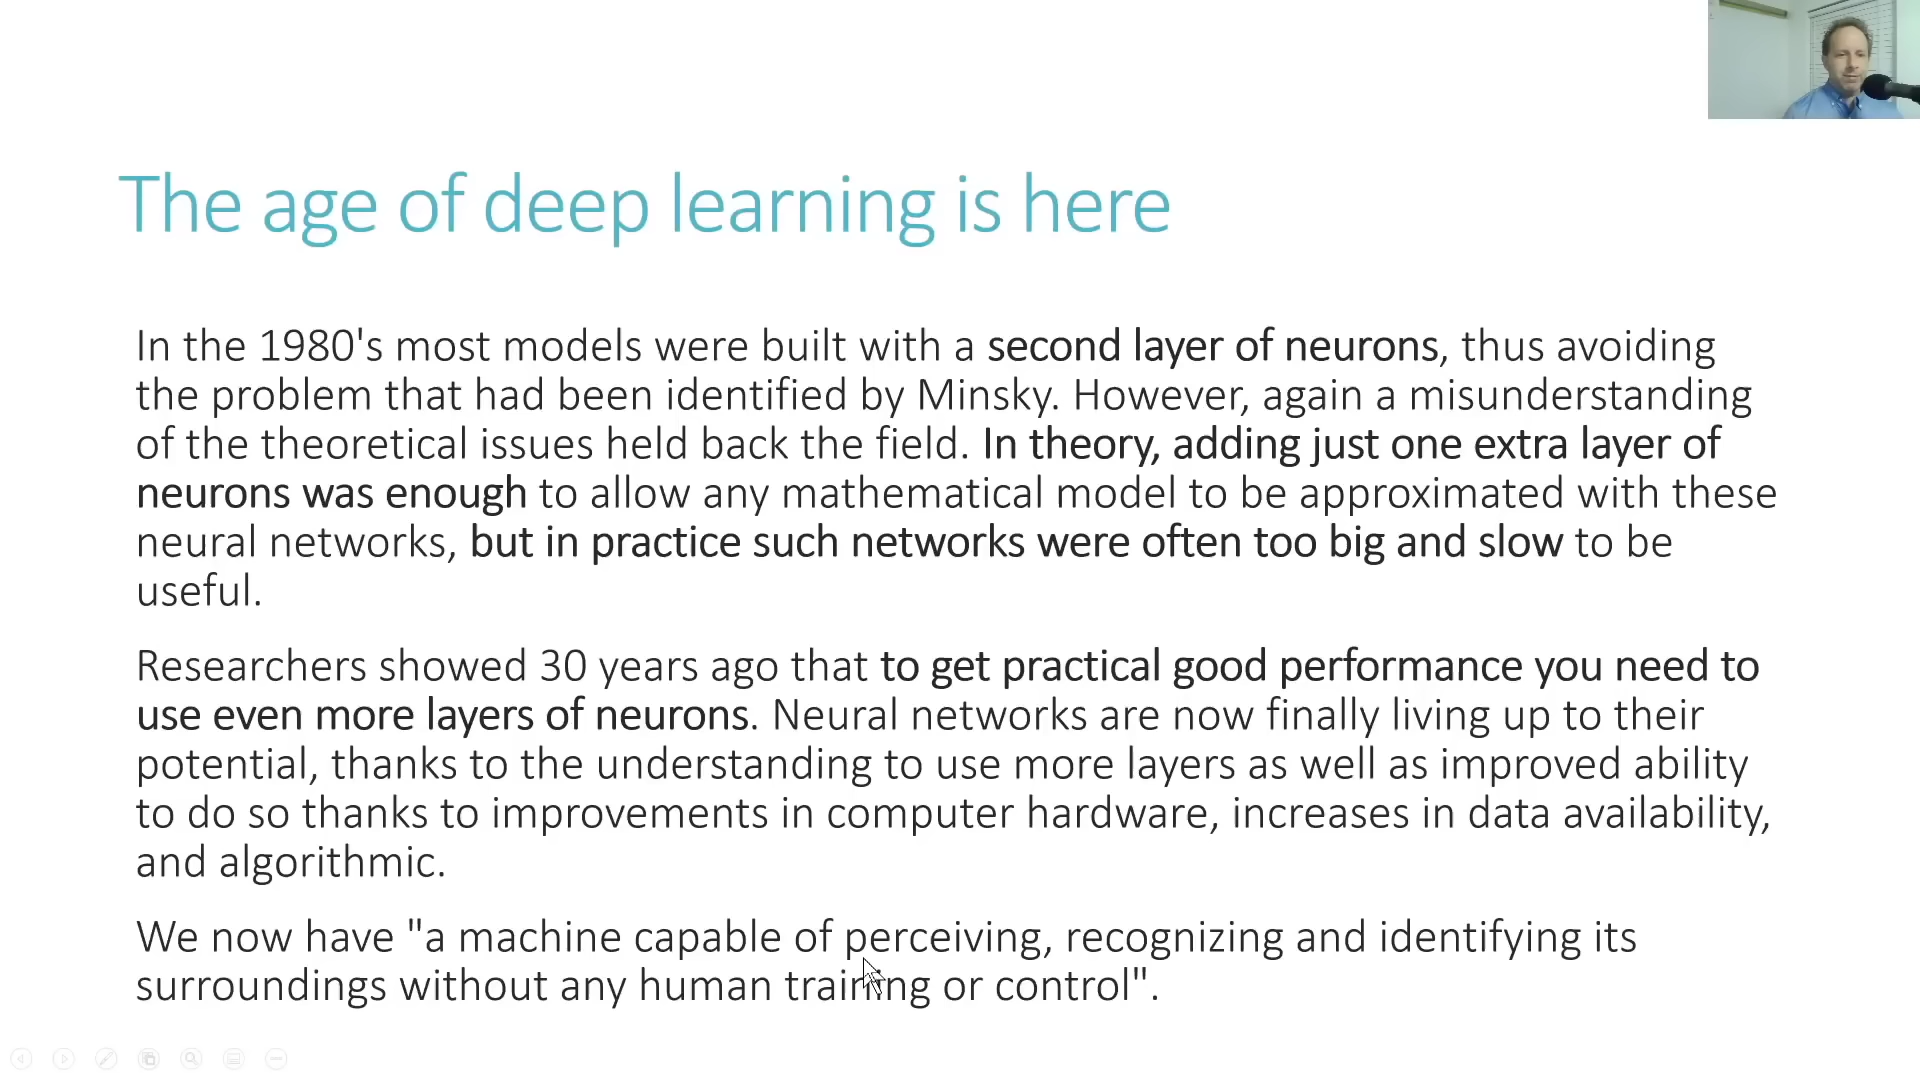 The age of deep learning is here
In the 1980's most models were built with a second layer of neurons, thus avoiding
the problem that had been identified by Minsky. However, again a misunderstanding
of the theoretical issues held back the field. In theory, adding just one extra layer of
neurons was enough to allow any mathematical model to be approximated with these
neural networks, but in practice such networks were often too big and slow to be
useful.
Researchers showed 30 years ago that to get practical good performance you need to
use even more layers of neurons. Neural networks are now finally living up to their
potential, thanks to the understanding to use more layers as well as improved ability
to do so thanks to improvements in computer hardware, increases in data availability,
and algorithmic.
We now have "a machine capable of perceiving, recognizing and identifying its
surroundings without any human training or control".